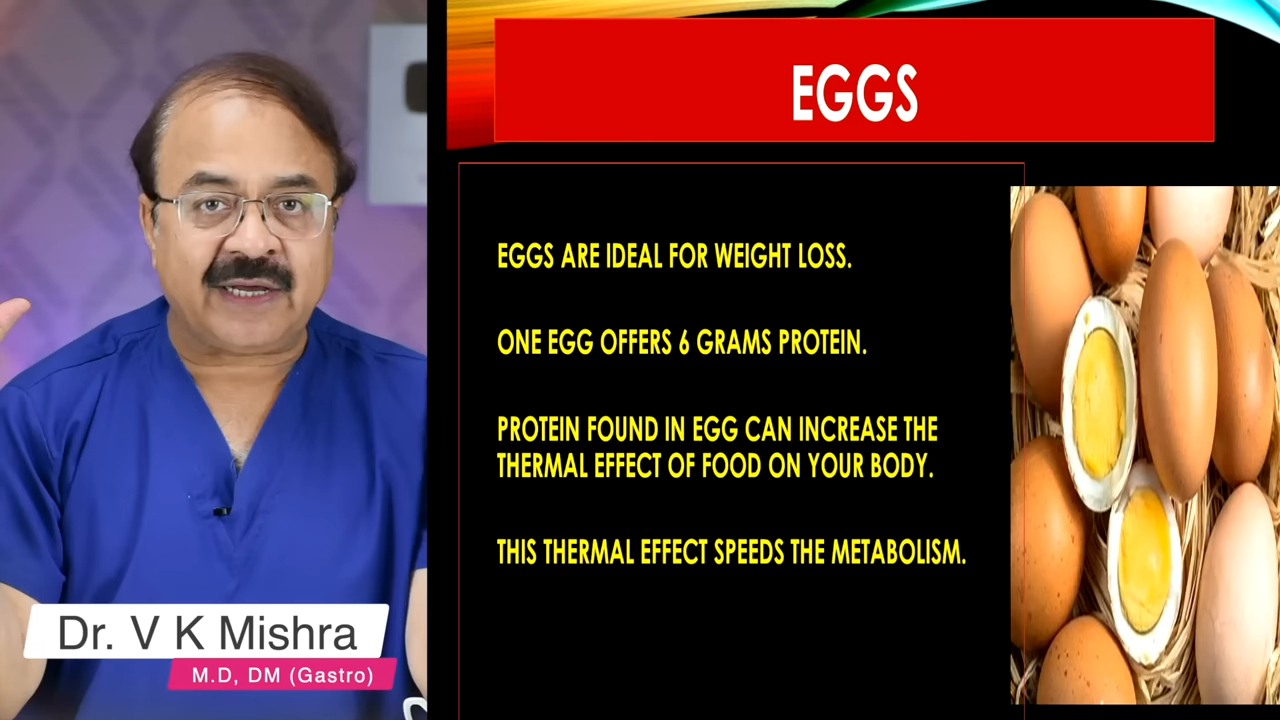 EGGS
EGGS ARE IDEAL FOR WEIGHT LOSS.
ONE EGG OFFERS 6 GRAMS PROTEIN.
PROTEIN FOUND IN EGG CAN INCREASE THE
THERMAL EFFECT OF FOOD ON YOUR BODY.
THIS THERMAL EFFECT SPEEDS THE METABOLISM.
Dr. V K Mishra
M.D, DM (Gastro)